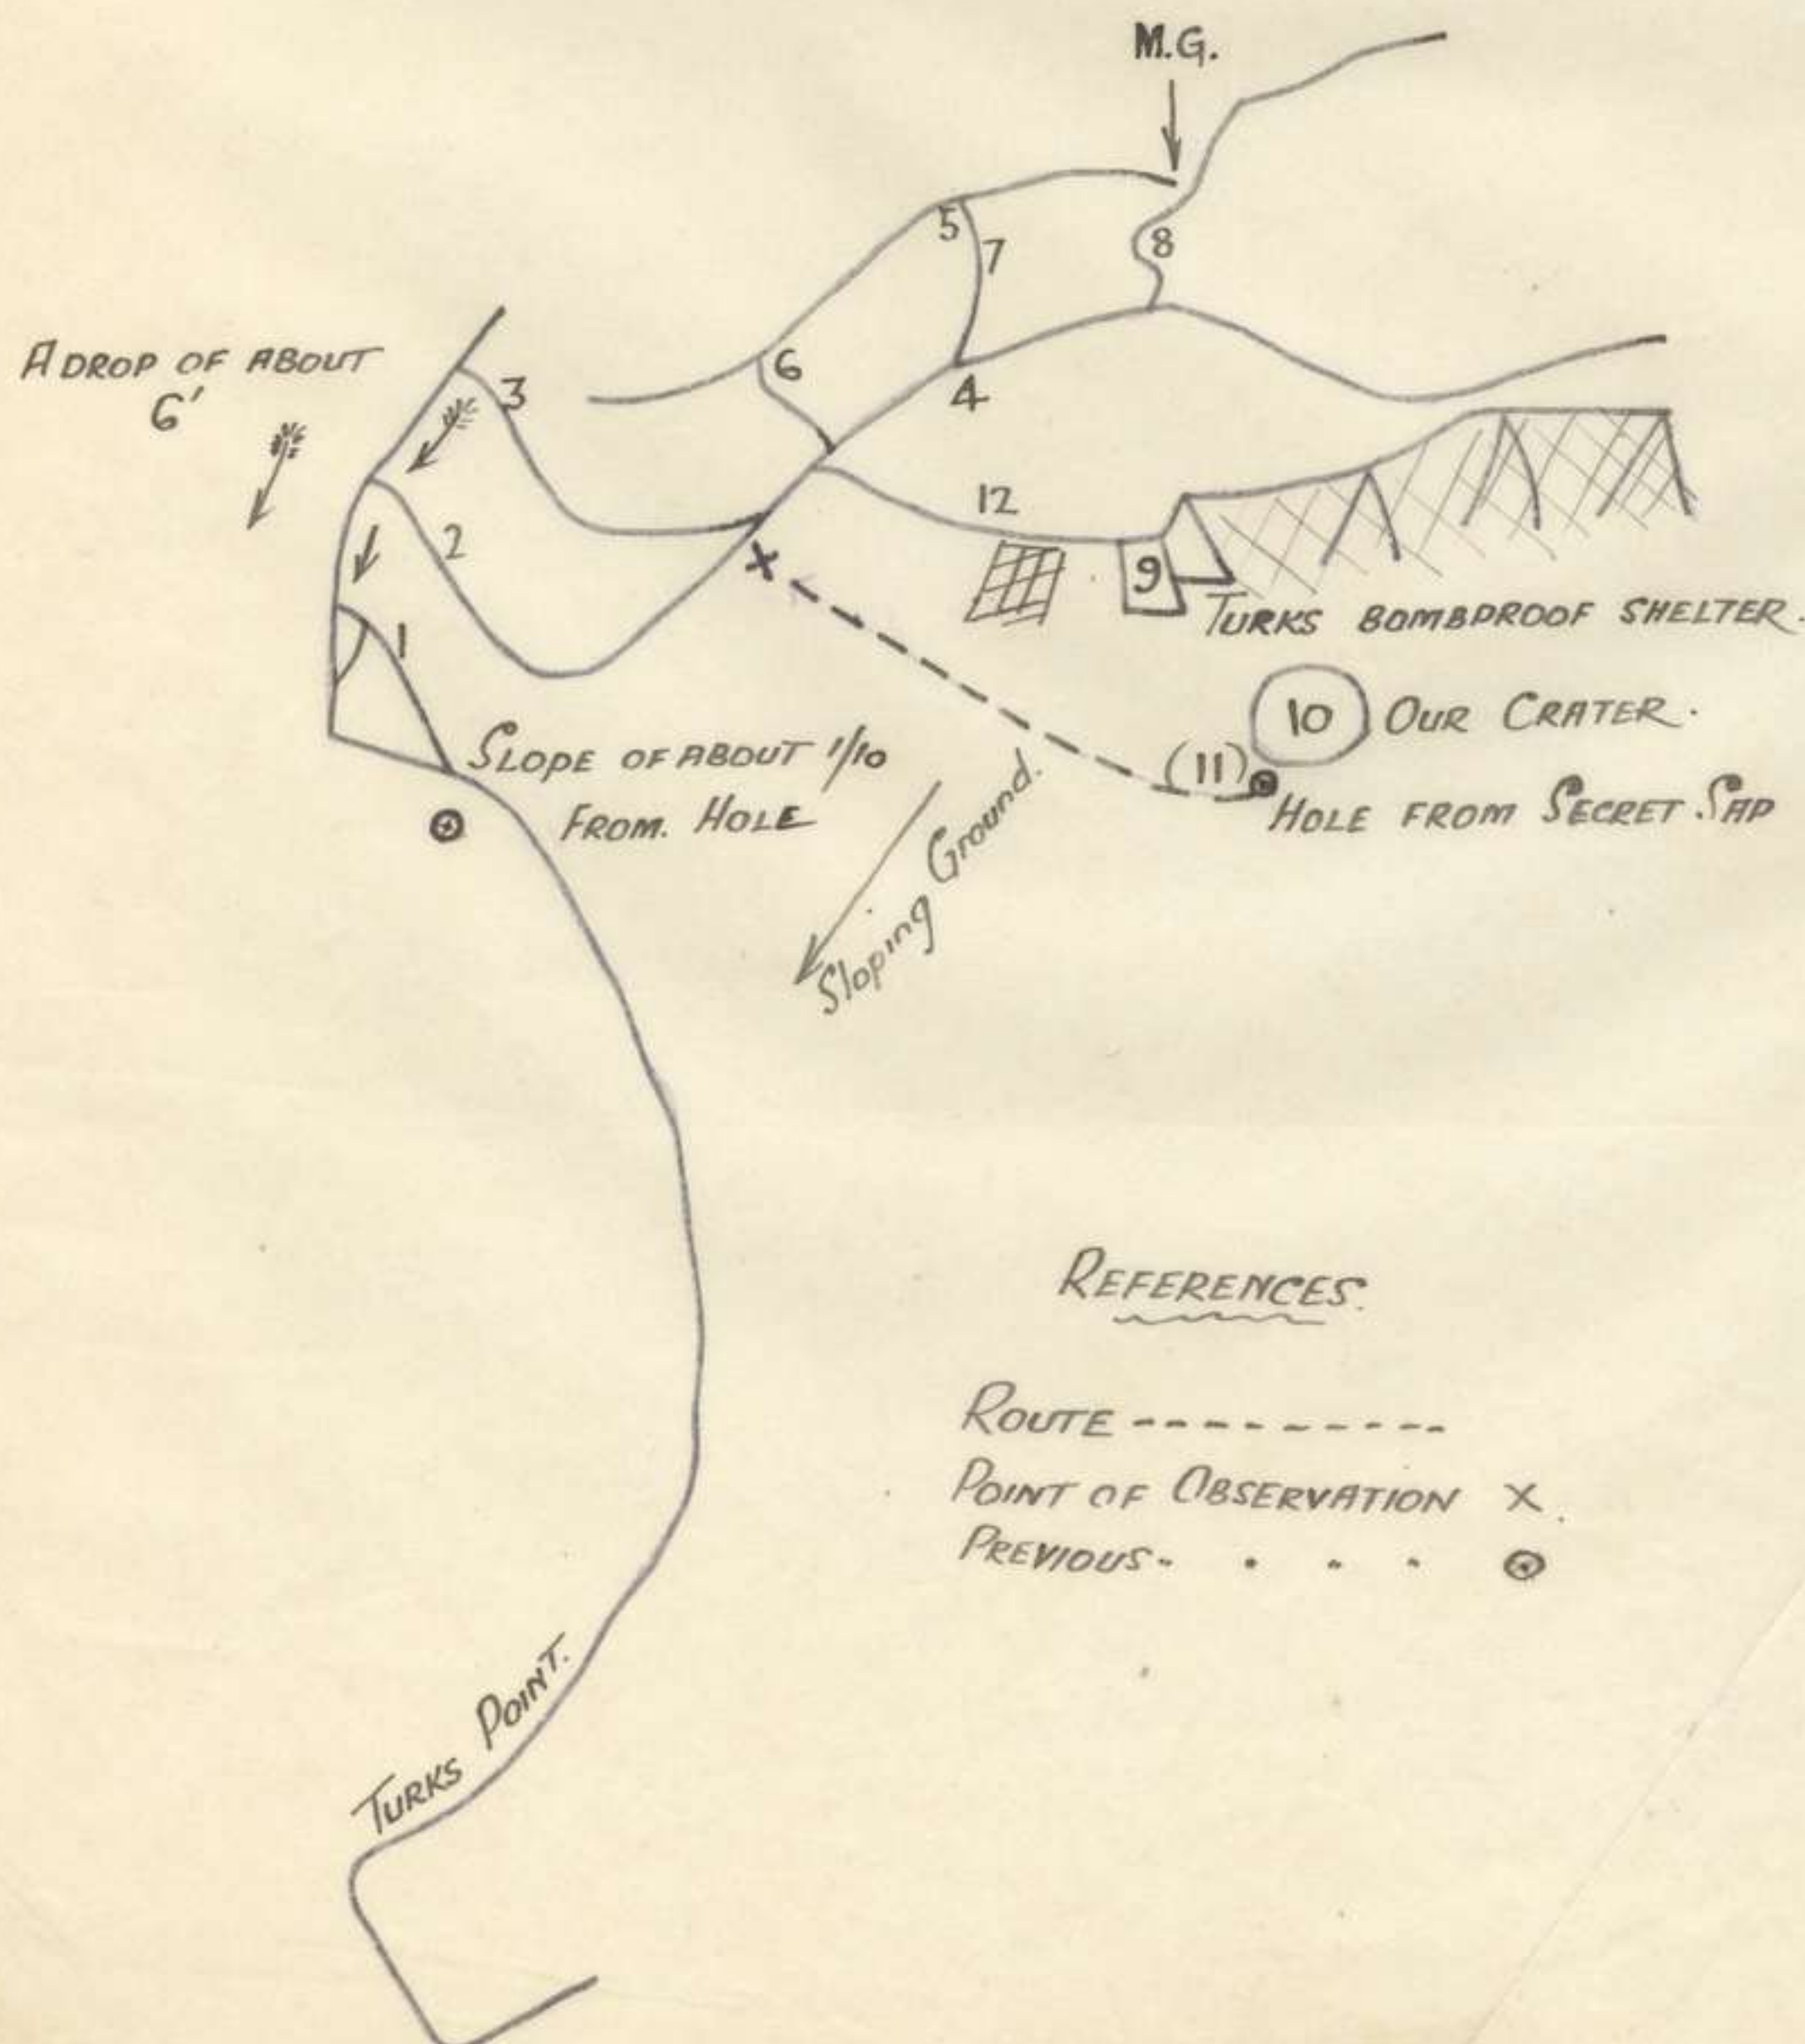 M.G.
5
7
8
A DROP OF ABOUT
6'
3
6
4
2
12
9
TURKS BOMBPROOF SHELTER.
1
10 OUR CRATER.
SLOPE OF ABOUT 1/10
FROM. HOLE
(11)
HOLE FROM SECRET SAP
Sloping Ground.
REFERENCES.
ROUTE ----------
POINT OF OBSERVATION X.
PREVIOUS " " " " ⊙
TURKS POINT.